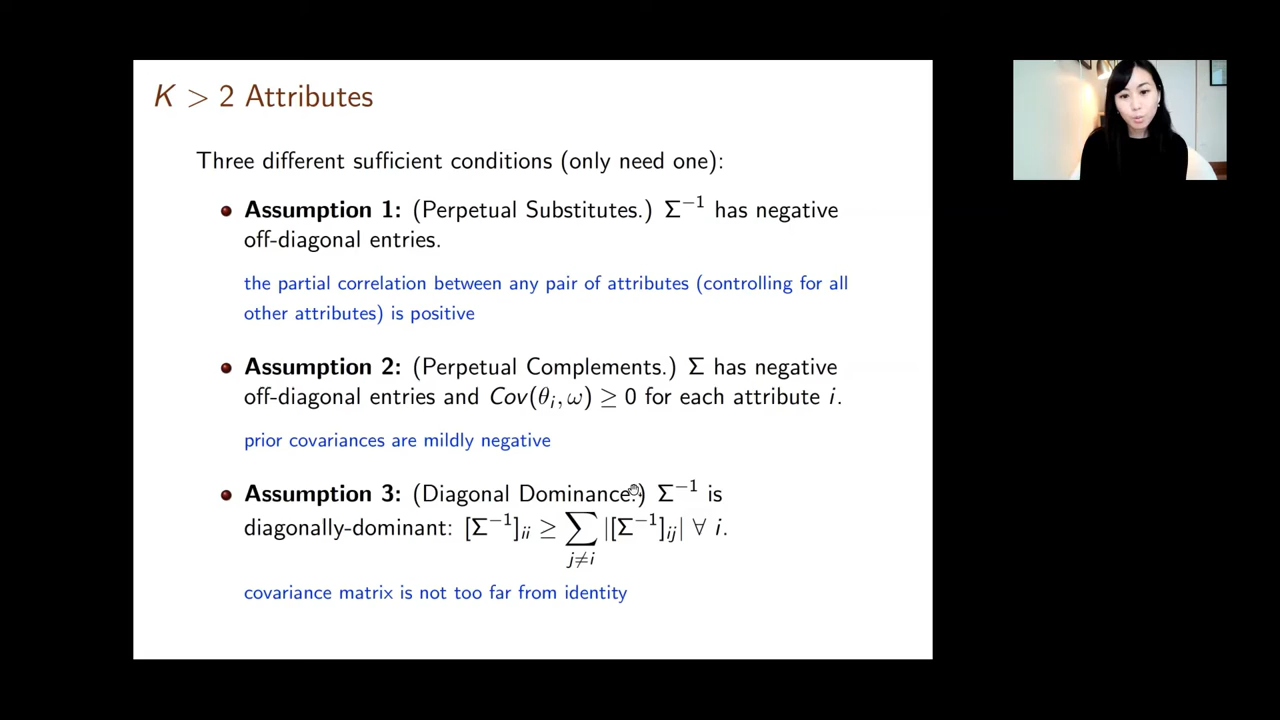 K > 2 Attributes
Three different sufficient conditions (only need one):
Assumption 1: (Perpetual Substitutes.) Σ⁻¹ has negative
off-diagonal entries.
the partial correlation between any pair of attributes (controlling for all
other attributes) is positive
Assumption 2: (Perpetual Complements.) Σ has negative
off-diagonal entries and Cov(θᵢ, ω) ≥ 0 for each attribute i.
prior covariances are mildly negative
Assumption 3: (Diagonal Dominance.) Σ⁻¹ is
diagonally-dominant: [Σ⁻¹]ᵢᵢ ≥ ∑_{j≠i} |[Σ⁻¹]ᵢⱼ| ∀ i.
covariance matrix is not too far from identity